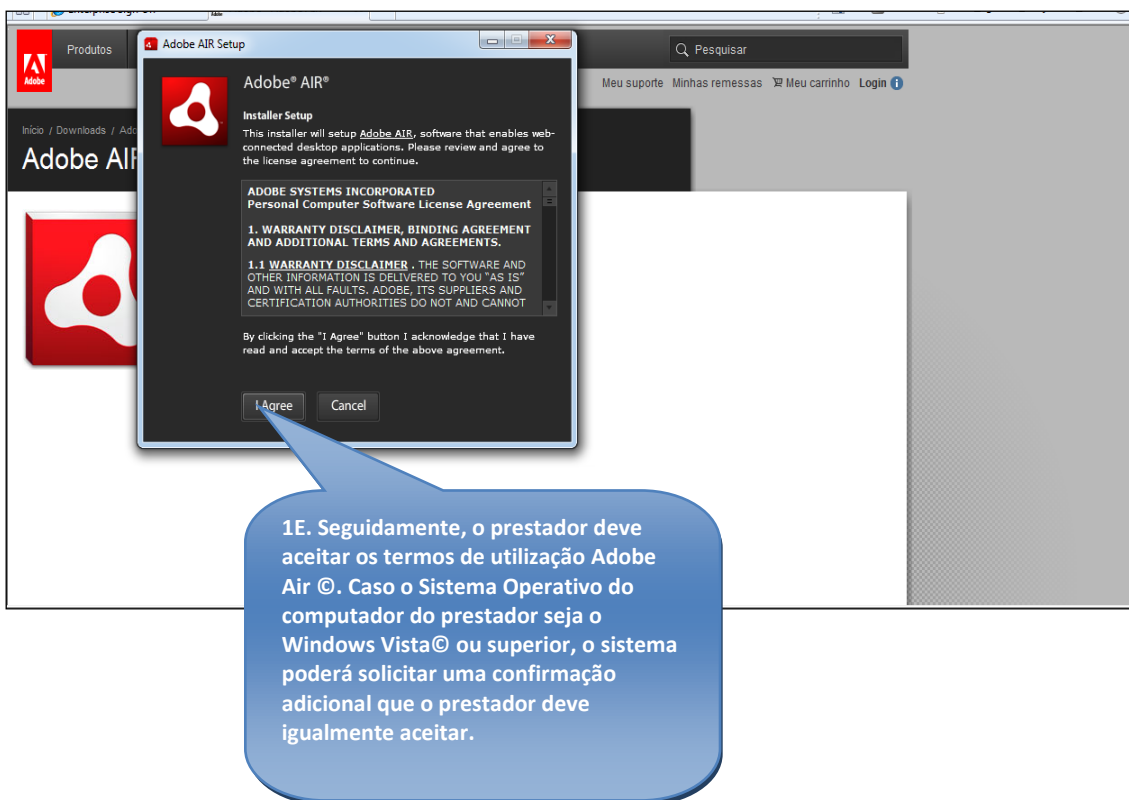 Produtos
Adobe AIR Setup
Pesquisar
Adobe
Meu suporte Minhas remessas Meu carrinho Login
Adobe® AIR®
Installer Setup
This installer will setup Adobe AIR, software that enables web-
connected desktop applications. Please review and agree to
the license agreement to continue.
Início / Downloads /
Adobe AIR
ADOBE SYSTEMS INCORPORATED
Personal Computer Software License Agreement
1. WARRANTY DISCLAIMER, BINDING AGREEMENT
AND ADDITIONAL TERMS AND AGREEMENTS.
1.1 WARRANTY DISCLAIMER . THE SOFTWARE AND
OTHER INFORMATION IS DELIVERED TO YOU "AS IS"
AND WITH ALL FAULTS. ADOBE, ITS SUPPLIERS AND
CERTIFICATION AUTHORITIES DO NOT AND CANNOT
By clicking the "I Agree" button I acknowledge that I have
read and accept the terms of the above agreement.
I Agree Cancel
1E. Seguidamente, o prestador deve
aceitar os termos de utilização Adobe
Air ©. Caso o Sistema Operativo do
computador do prestador seja o
Windows Vista© ou superior, o sistema
poderá solicitar uma confirmação
adicional que o prestador deve
igualmente aceitar.